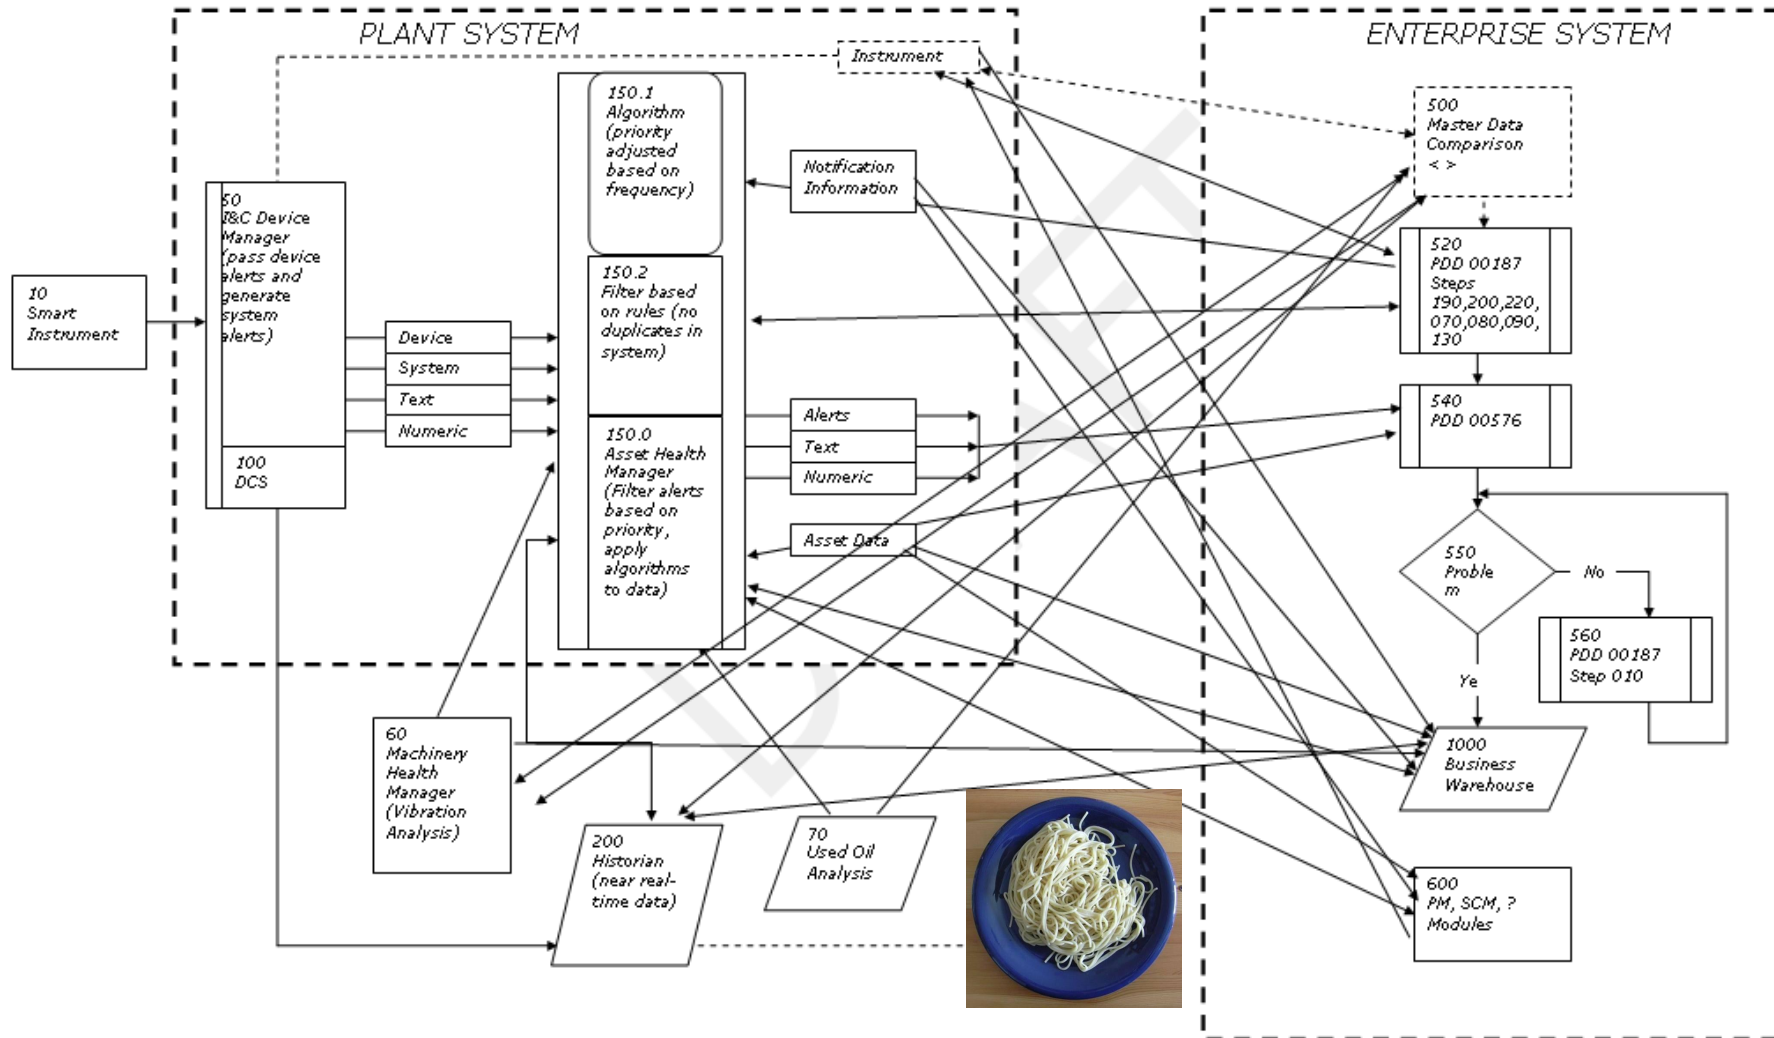 PLANT SYSTEM
ENTERPRISE SYSTEM
Instrument
150.1
Algorithm
(priority
adjusted
based on
frequency)
500
Master Data
Comparison
< >
Notification
Information
50
I&C Device
Manager
(pass device
alerts and
generate
system
alerts)
520
PDD 00187
Steps
190,200,220,
070,080,090,
130
150.2
Filter based
on rules (no
duplicates in
system)
10
Smart
Instrument
Device
System
Text
Numeric
540
PDD 00576
Alerts
Text
Numeric
150.0
Asset Health
Manager
(Filter alerts
based on
priority,
apply
algorithms
to data)
100
DCS
Asset Data
550
Proble
m
No
560
PDD 00187
Step 010
Ye
60
Machinery
Health
Manager
(Vibration
Analysis)
1000
Business
Warehouse
200
Historian
(near real-
time data)
70
Used Oil
Analysis
600
PM, SCM, ?
Modules
DRAFT